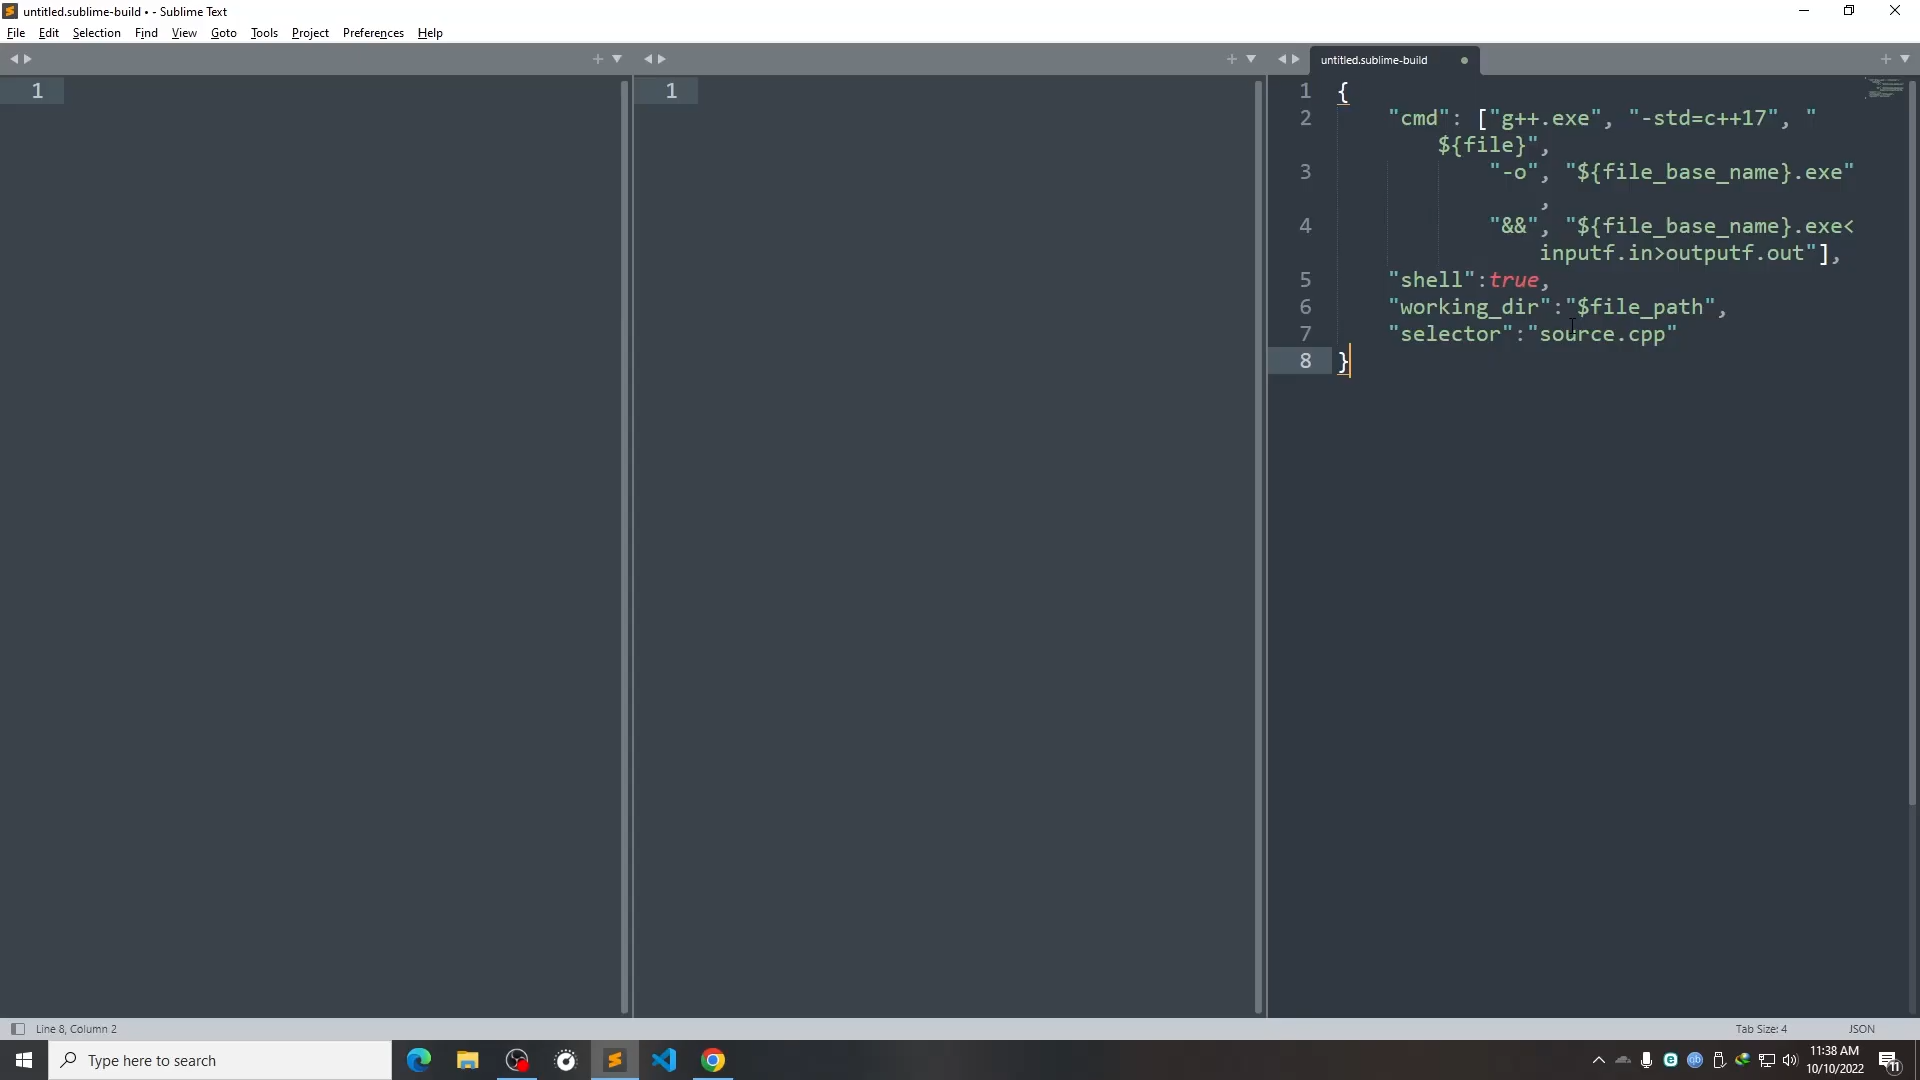 untitled.sublime-build • - Sublime Text
File Edit Selection Find View Goto Tools Project Preferences Help
untitled.sublime-build
1
1
1 {
2 "cmd": ["g++.exe", "-std=c++17", "
${file}",
3 "-o", "${file_base_name}.exe"
,
4 "&&", "${file_base_name}.exe<
inputf.in>outputf.out"],
5 "shell":true,
6 "working_dir":"$file_path",
7 "selector":"source.cpp"
8 }
Line 8, Column 2
Tab Size: 4
JSON
Type here to search
11:38 AM
10/10/2022
11